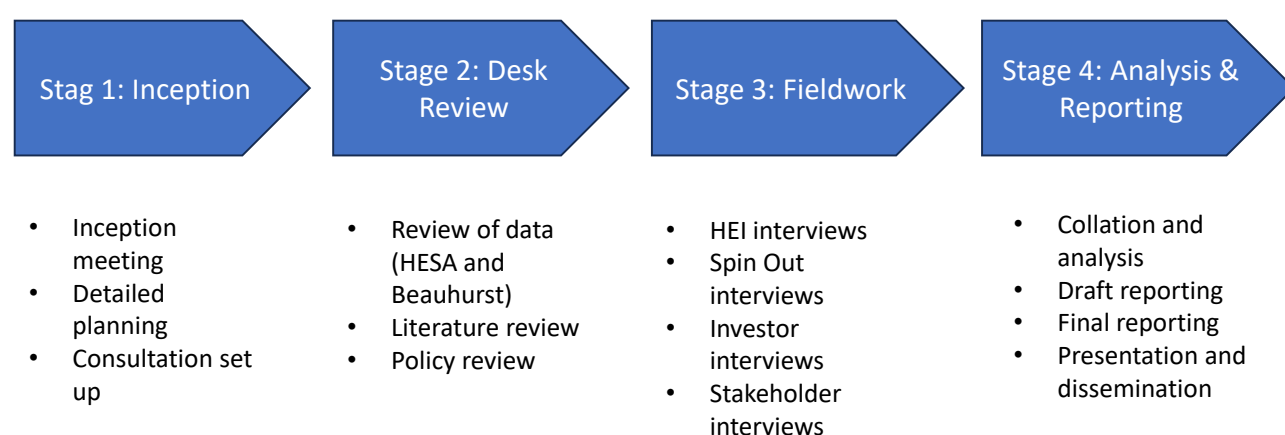 Stag 1: Inception
Stage 2: Desk
Review
Stage 3: Fieldwork
Stage 4: Analysis &
Reporting
• Inception
meeting
• Detailed
planning
• Consultation set
up
• Review of data
(HESA and
Beauhurst)
• Literature review
• Policy review
• HEI interviews
• Spin Out
interviews
• Investor
interviews
• Stakeholder
interviews
• Collation and
analysis
• Draft reporting
• Final reporting
• Presentation and
dissemination